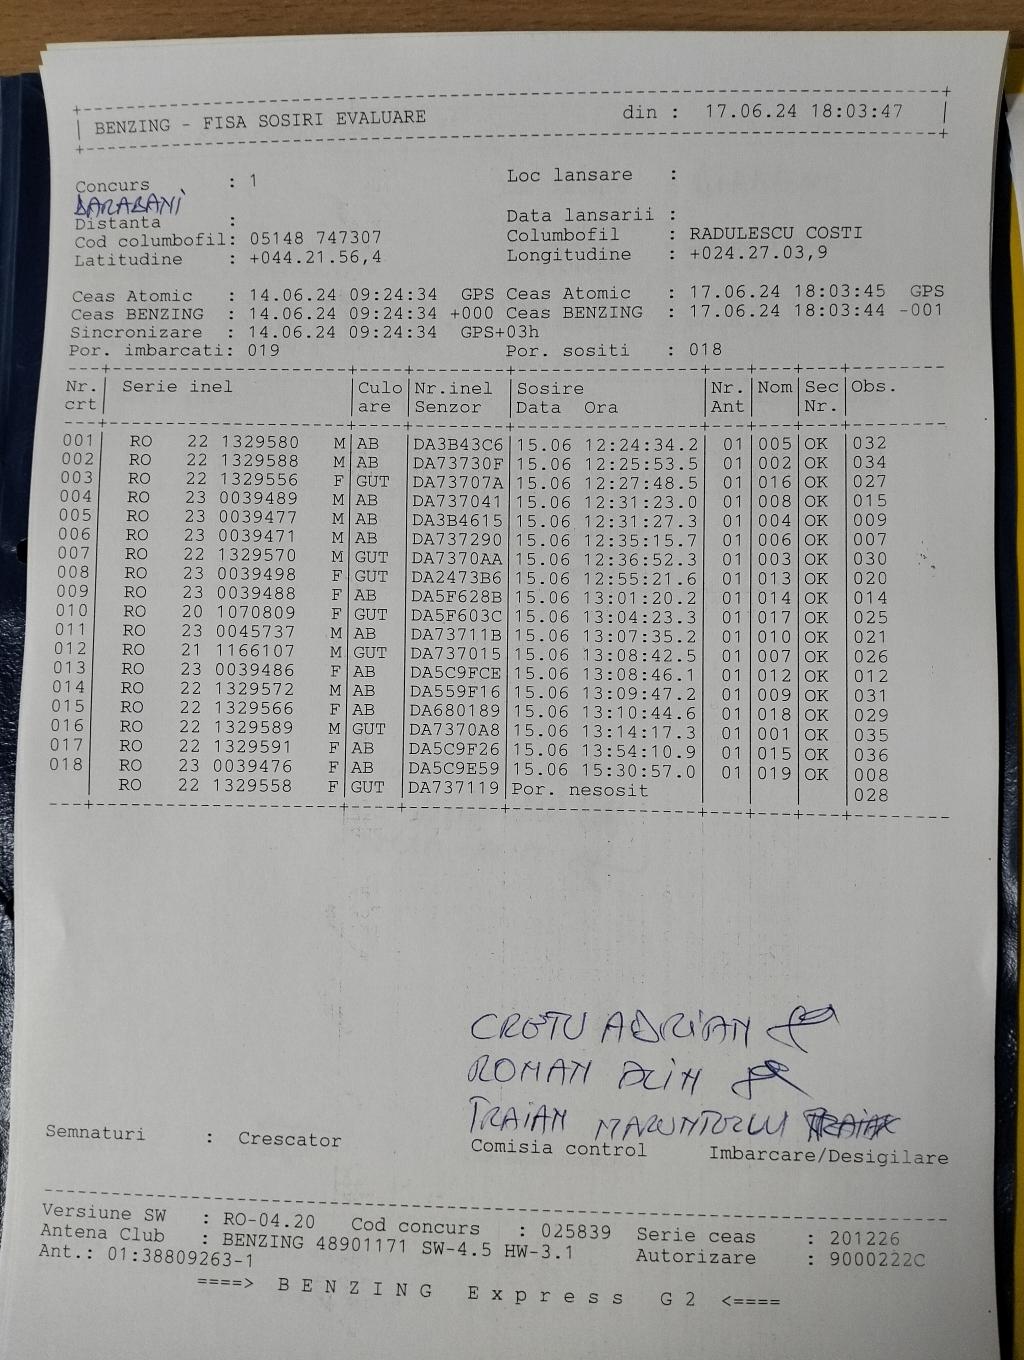 BENZING - FISA SOSIRI EVALUARE din : 17.06.24 18:03:47
Concurs : 1 Loc lansare :
DARABANI
Distanta : Data lansarii :
Cod columbofil: 05148 747307 Columbofil : RADULESCU COSTI
Latitudine : +044.21.56,4 Longitudine : +024.27.03,9
Ceas Atomic : 14.06.24 09:24:34 GPS Ceas Atomic : 17.06.24 18:03:45 GPS
Ceas BENZING : 14.06.24 09:24:34 +000 Ceas BENZING : 17.06.24 18:03:44 -001
Sincronizare : 14.06.24 09:24:34 GPS+03h
Por. imbarcati: 019 Por. sositi : 018
Nr. Serie inel Culo Nr.inel Sosire Nr. Nom Sec Obs.
crt are Senzor Data Ora Ant Nr.
001 RO 22 1329580 M AB DA3B43C6 15.06 12:24:34.2 01 005 OK 032
002 RO 22 1329588 M AB DA73730F 15.06 12:25:53.5 01 002 OK 034
003 RO 22 1329556 F GUT DA73707A 15.06 12:27:48.5 01 016 OK 027
004 RO 23 0039489 M AB DA737041 15.06 12:31:23.0 01 008 OK 015
005 RO 23 0039477 M AB DA3B4615 15.06 12:31:27.3 01 004 OK 009
006 RO 23 0039471 M AB DA737290 15.06 12:35:15.7 01 006 OK 007
007 RO 22 1329570 M GUT DA7370AA 15.06 12:36:52.3 01 003 OK 030
008 RO 23 0039498 F GUT DA2473B6 15.06 12:55:21.6 01 013 OK 020
009 RO 23 0039488 F AB DA5F628B 15.06 13:01:20.2 01 014 OK 014
010 RO 20 1070809 F GUT DA5F603C 15.06 13:04:23.3 01 017 OK 025
011 RO 23 0045737 M AB DA73711B 15.06 13:07:35.2 01 010 OK 021
012 RO 21 1166107 M GUT DA737015 15.06 13:08:42.5 01 007 OK 026
013 RO 23 0039486 F AB DA5C9FCE 15.06 13:08:46.1 01 012 OK 012
014 RO 22 1329572 M AB DA559F16 15.06 13:09:47.2 01 009 OK 031
015 RO 22 1329566 F AB DA680189 15.06 13:10:44.6 01 018 OK 029
016 RO 22 1329589 M GUT DA7370A8 15.06 13:14:17.3 01 001 OK 035
017 RO 22 1329591 F AB DA5C9F26 15.06 13:54:10.9 01 015 OK 036
018 RO 23 0039476 F AB DA5C9E59 15.06 15:30:57.0 01 019 OK 008
RO 22 1329558 F GUT DA737119 Por. nesosit 028
CRETU ADRIAN
ROMAN ALIN
TRAIAN MARUNTOELU TRAIAN
Semnaturi : Crescator Comisia control Imbarcare/Desigilare
Versiune SW : RO-04.20 Cod concurs : 025839 Serie ceas : 201226
Antena Club : BENZING 48901171 SW-4.5 HW-3.1 Autorizare : 9000222C
Ant.: 01:38809263-1
====> B E N Z I N G E x p r e s s G 2 <====